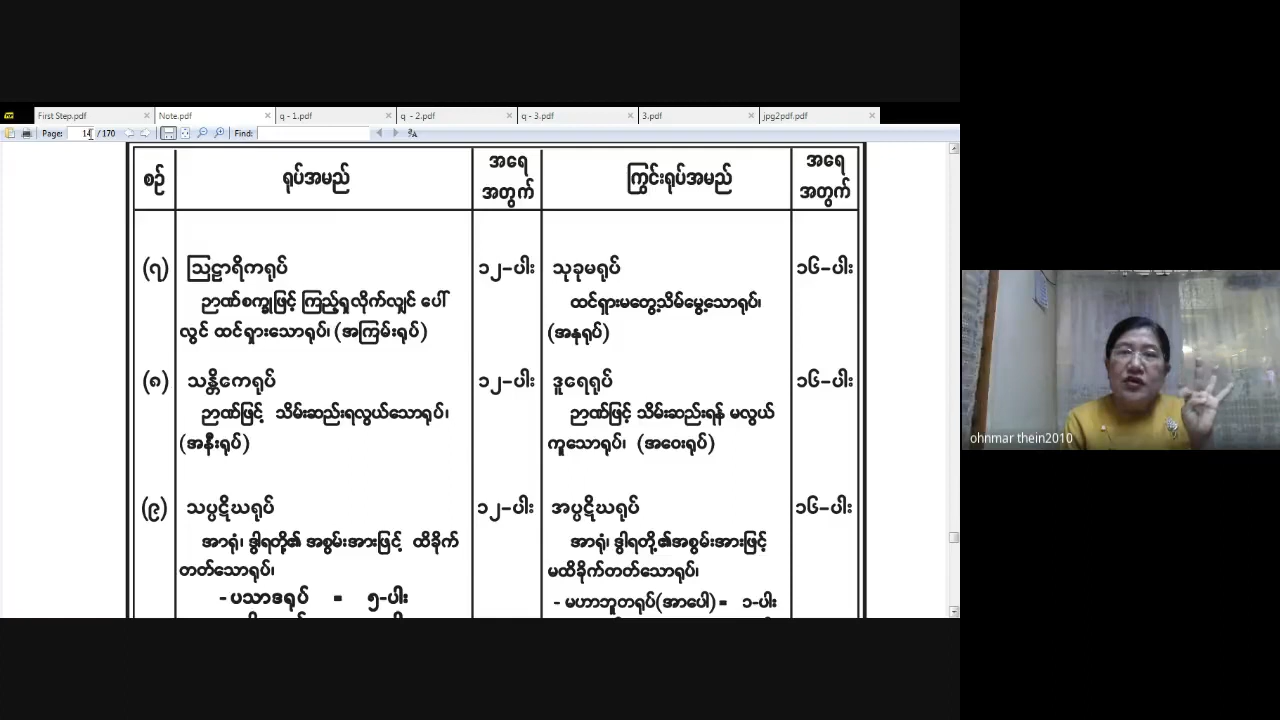 First Step.pdf
Note.pdf
q - 1.pdf
q - 2.pdf
q - 3.pdf
3.pdf
jpg2pdf.pdf
Page: 14 / 170
Find:
စဉ်
ရုပ်အမည်
အရေ
အတွက်
ကြွင်းရုပ်အမည်
အရေ
အတွက်
(၇)
ဩဠာရိကရုပ်
၁၂–ပါး
သုခုမရုပ်
၁၆–ပါး
ဉာဏ်စက္ခုဖြင့် ကြည့်ရှုလိုက်လျှင် ပေါ်
လွင် ထင်ရှားသောရုပ်၊ (အကြမ်းရုပ်)
ထင်ရှားမတွေ့သိမ်မွေ့သောရုပ်၊
(အနုရုပ်)
(၈)
သန္တိကေရုပ်
၁၂–ပါး
ဒူရေရုပ်
၁၆–ပါး
ဉာဏ်ဖြင့် သိမ်းဆည်းရလွယ်သောရုပ်၊
(အနီးရုပ်)
ဉာဏ်ဖြင့် သိမ်းဆည်းရန် မလွယ်
ကူသောရုပ်၊ (အဝေးရုပ်)
(၉)
သပ္ပဋိဃရုပ်
၁၂–ပါး
အပ္ပဋိဃရုပ်
၁၆–ပါး
အာရုံ၊ ဒွါရတို့၏ အစွမ်းအားဖြင့် ထိခိုက်
တတ်သောရုပ်၊
- ပသာဒရုပ် = ၅-ပါး
အာရုံ၊ ဒွါရတို့၏အစွမ်းအားဖြင့်
မထိခိုက်တတ်သောရုပ်၊
- မဟာဘူတရုပ်(အာပေါ) = ၁-ပါး
ohnmar thein2010